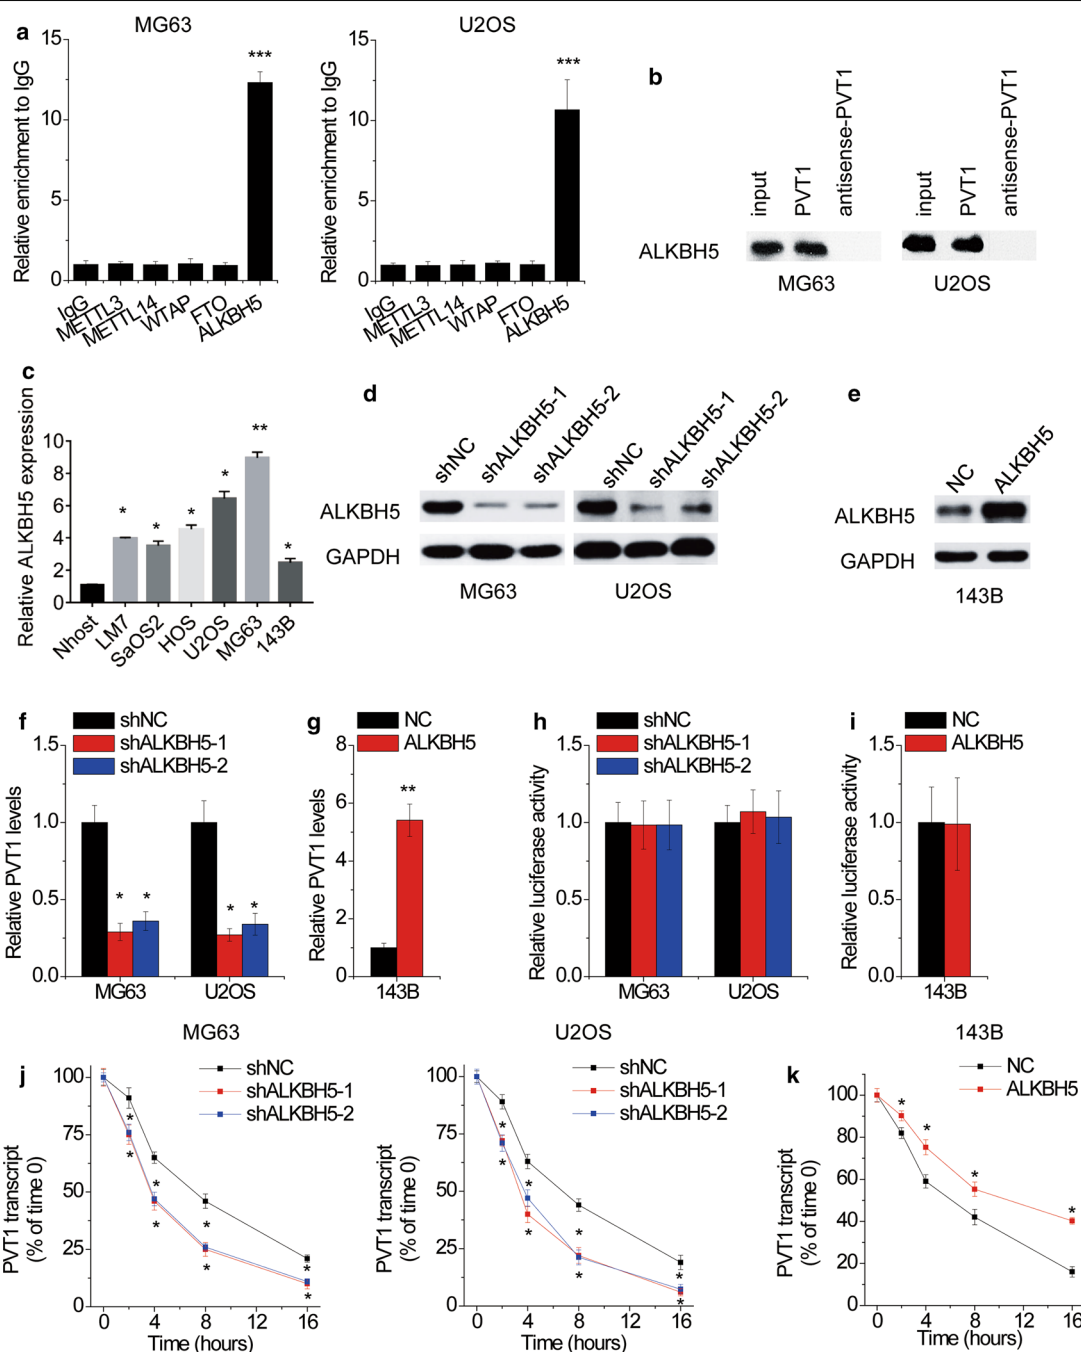 a
MG63
U2OS
Relative enrichment to IgG
15
10
5
0
IgG
METTL3
METTL14
WTAP
FTO
ALKBH5
***
Relative enrichment to IgG
15
10
5
0
IgG
METTL3
METTL14
WTAP
FTO
ALKBH5
***
b
input
PVT1
antisense-PVT1
input
PVT1
antisense-PVT1
ALKBH5
MG63
U2OS
c
Relative ALKBH5 expression
10
8
6
4
2
0
*
*
*
*
**
*
Nhost
LM7
SaOS2
HOS
U2OS
MG63
143B
d
shNC
shALKBH5-1
shALKBH5-2
shNC
shALKBH5-1
shALKBH5-2
ALKBH5
GAPDH
MG63
U2OS
e
NC
ALKBH5
ALKBH5
GAPDH
143B
f
shNC
shALKBH5-1
shALKBH5-2
Relative PVT1 levels
1.5
1.0
0.5
0.0
* *
* *
MG63
U2OS
g
NC
ALKBH5
Relative PVT1 levels
8
6
4
2
0
**
143B
h
shNC
shALKBH5-1
shALKBH5-2
Relative luciferase activity
1.5
1.0
0.5
0.0
MG63
U2OS
i
NC
ALKBH5
Relative luciferase activity
1.5
1.0
0.5
0.0
143B
j
MG63
shNC
shALKBH5-1
shALKBH5-2
PVT1 transcript
(% of time 0)
100
75
50
25
0
*
*
*
*
*
*
*
*
0 4 8 12 16
Time (hours)
U2OS
shNC
shALKBH5-1
shALKBH5-2
PVT1 transcript
(% of time 0)
100
75
50
25
0
*
*
*
*
*
*
*
*
0 4 8 12 16
Time (hours)
k
143B
NC
ALKBH5
PVT1 transcript
(% of time 0)
100
80
60
40
20
0
*
*
*
*
0 4 8 12 16
Time (hours)